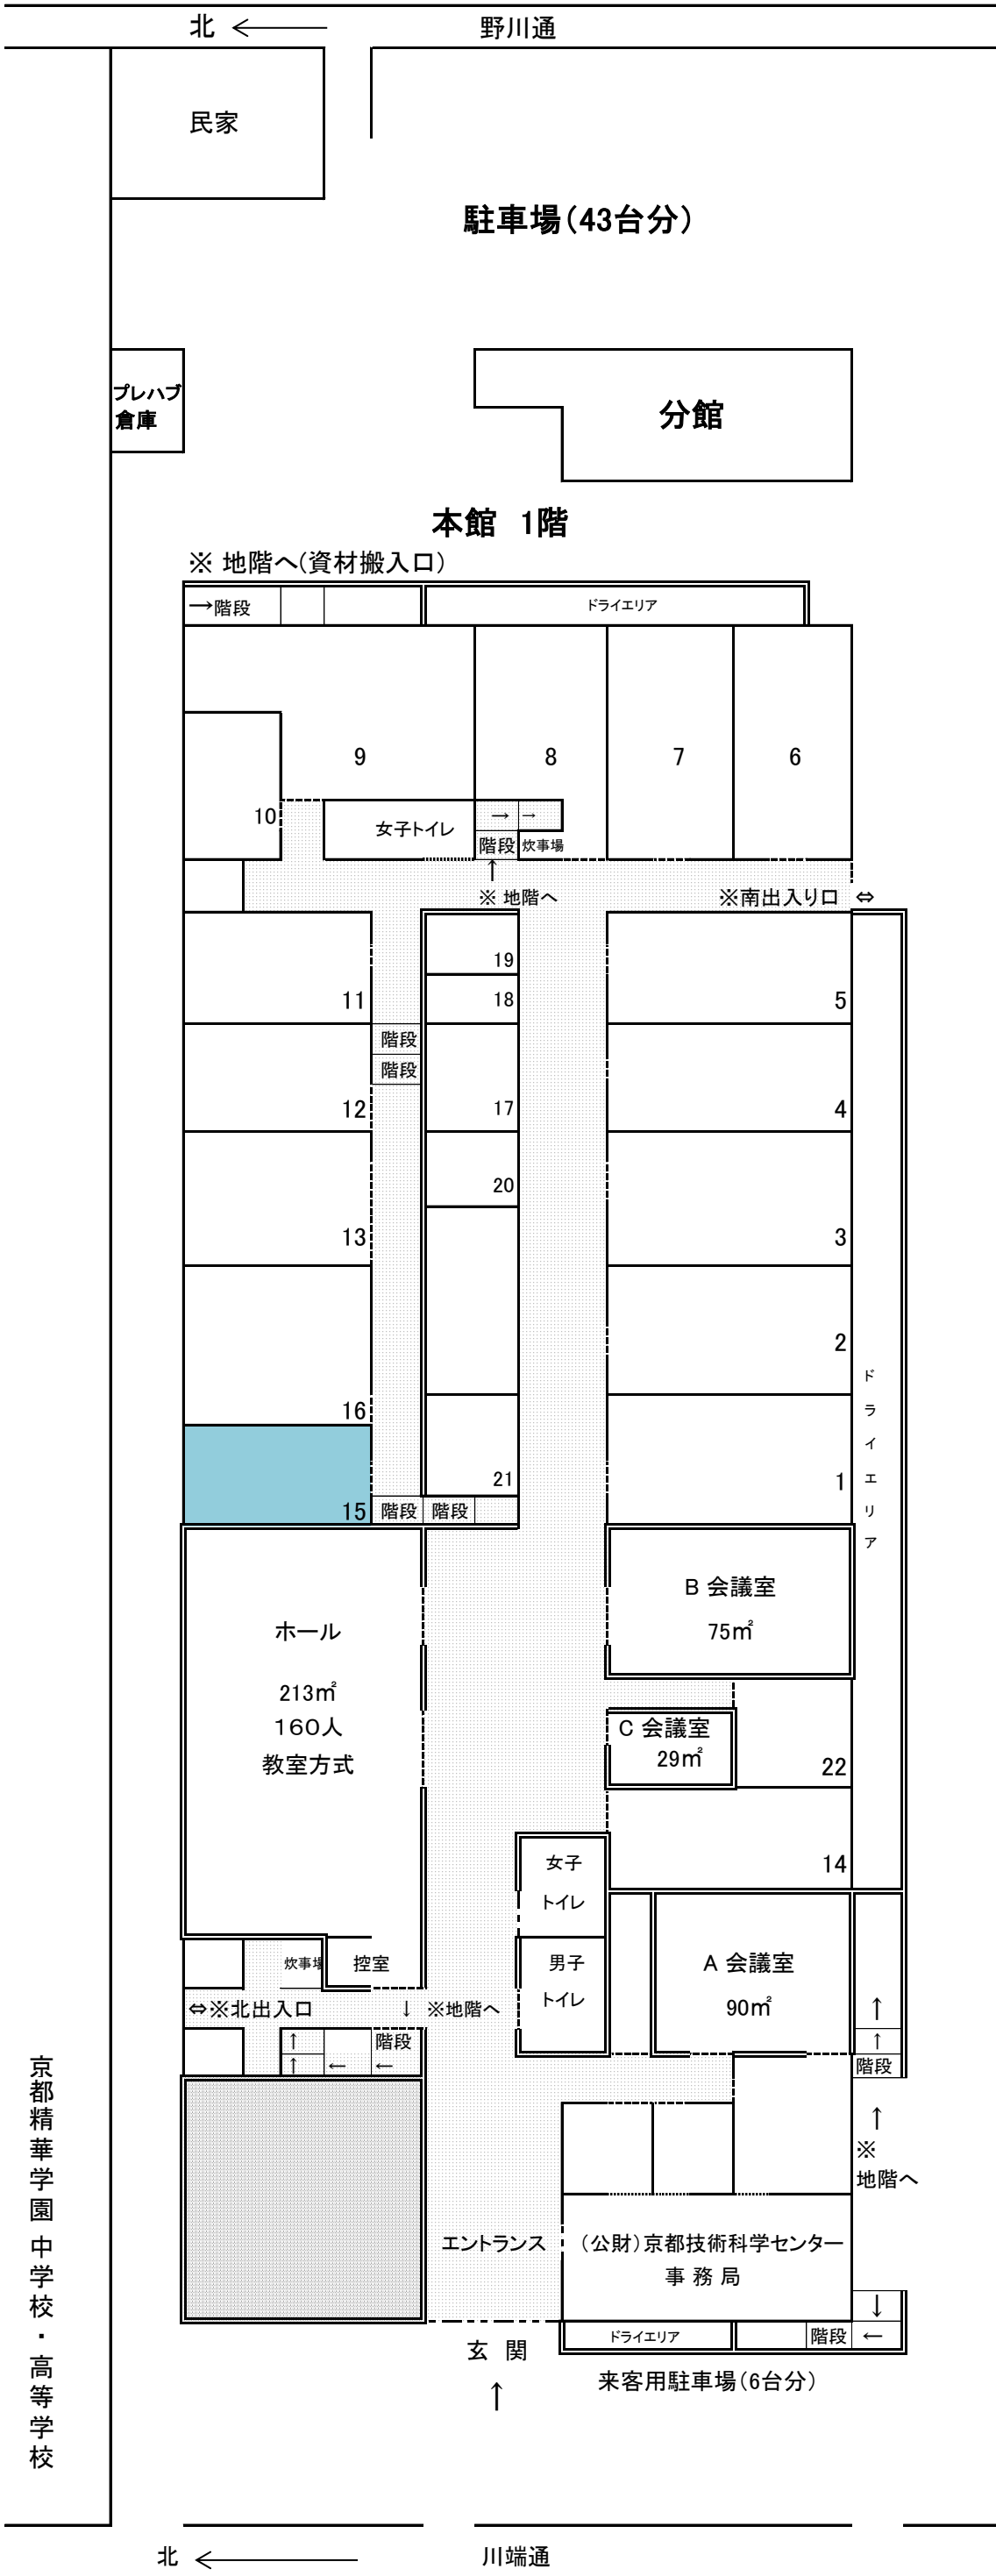 北 ←
野川通
民家
駐車場(43台分)
プレハブ
倉庫
分館
本館 1階
※ 地階へ(資材搬入口)
→階段
ドライエリア
9
8
7
6
10
女子トイレ
→
→
階段
炊事場
↑
※ 地階へ
※南出入り口 ⇔
19
11
18
5
階段
階段
12
17
4
20
13
3
2
16
ドライエリア
21
1
15
階段
階段
B 会議室
75㎡
ホール
213㎡
160人
教室方式
C 会議室
29㎡
22
14
女子
トイレ
炊事場
控室
男子
トイレ
A 会議室
90㎡
⇔※北出入口
↓ ※地階へ
↑
↑
階段
↑
↑
←
←
階段
↑
※
地階へ
京都精華学園 中学校・高等学校
エントランス
(公財)京都技術科学センター
事 務 局
↓
ドライエリア
階段
←
玄 関
↑
来客用駐車場(6台分)
北 ←
川端通